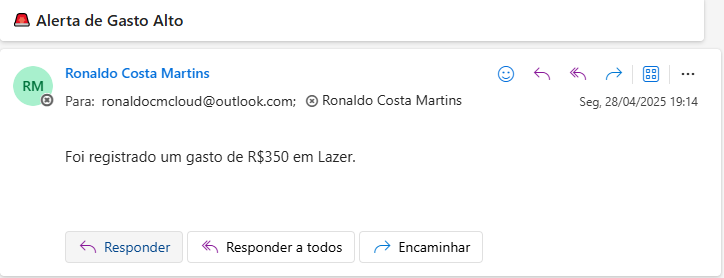 🚨 Alerta de Gasto Alto
Ronaldo Costa Martins
RM
Para: ronaldocmcloud@outlook.com; Ronaldo Costa Martins
Seg, 28/04/2025 19:14
Foi registrado um gasto de R$350 em Lazer.
Responder
Responder a todos
Encaminhar